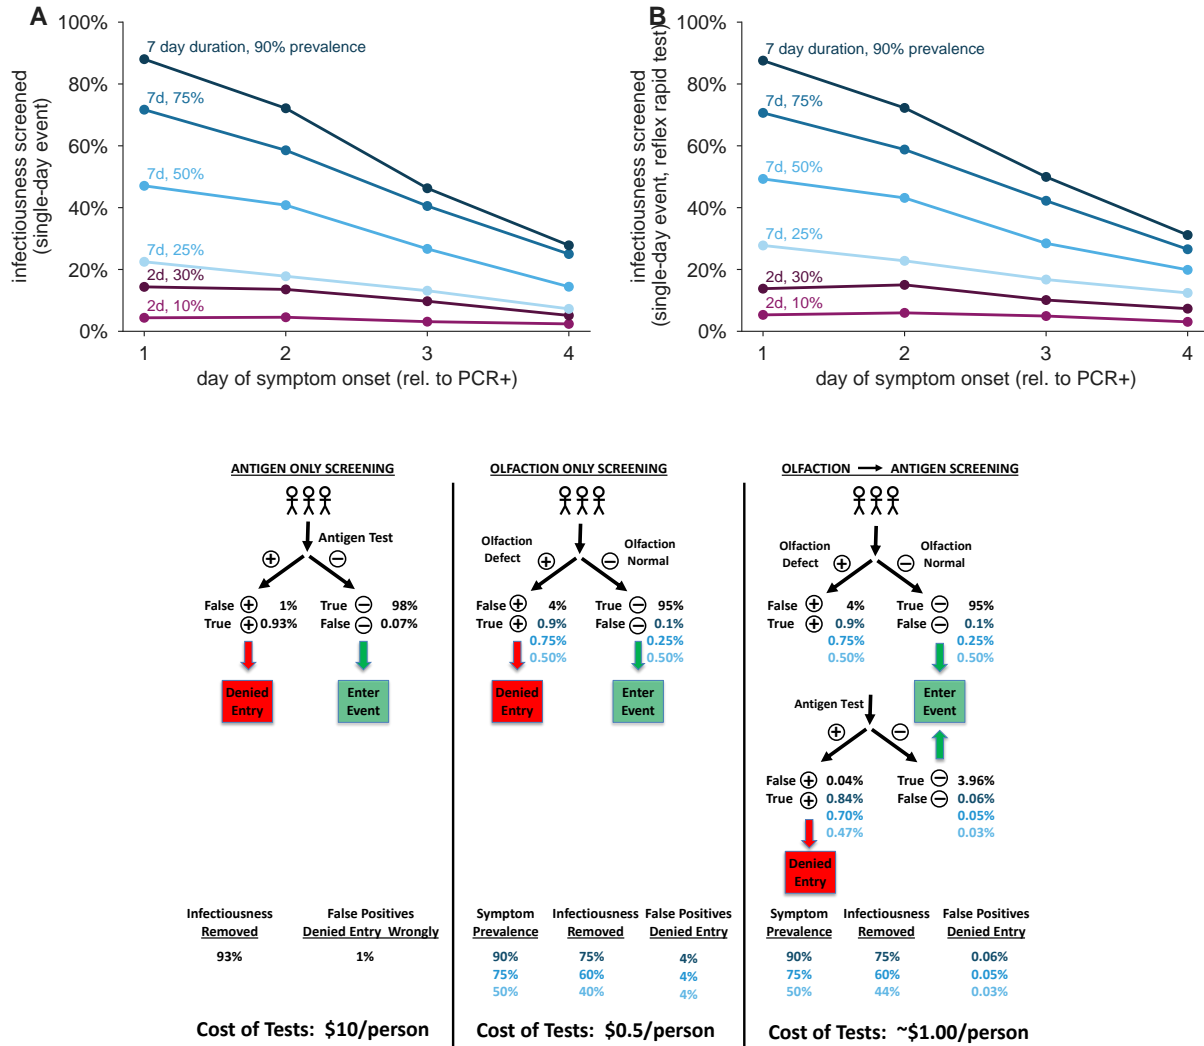 A
infectiousness screened
(single-day event)
100%
80%
60%
40%
20%
0%
7 day duration, 90% prevalence
7d, 75%
7d, 50%
7d, 25%
2d, 30%
2d, 10%
1 2 3 4
day of symptom onset (rel. to PCR+)
B
infectiousness screened
(single-day event, reflex rapid test)
100%
80%
60%
40%
20%
0%
7 day duration, 90% prevalence
7d, 75%
7d, 50%
7d, 25%
2d, 30%
2d, 10%
1 2 3 4
day of symptom onset (rel. to PCR+)
ANTIGEN ONLY SCREENING
Antigen Test
+ −
False + 1% True − 98%
True + 0.93% False − 0.07%
Denied
Entry
Enter
Event
Infectiousness
Removed
False Positives
Denied Entry Wrongly
93% 1%
Cost of Tests: $10/person
OLFACTION ONLY SCREENING
Olfaction
Defect
+ −
Olfaction
Normal
False + 4% True − 95%
True + 0.9% False − 0.1%
0.75% 0.25%
0.50% 0.50%
Denied
Entry
Enter
Event
Symptom
Prevalence
Infectiousness
Removed
False Positives
Denied Entry
90% 75% 4%
75% 60% 4%
50% 40% 4%
Cost of Tests: $0.5/person
OLFACTION → ANTIGEN SCREENING
Olfaction
Defect
+ −
Olfaction
Normal
False + 4% True − 95%
True + 0.9% False − 0.1%
0.75% 0.25%
0.50% 0.50%
Enter
Event
Antigen Test
+ −
False + 0.04% True − 3.96%
True + 0.84% False − 0.06%
0.70% 0.05%
0.47% 0.03%
Denied
Entry
Symptom
Prevalence
Infectiousness
Removed
False Positives
Denied Entry
90% 75% 0.06%
75% 60% 0.05%
50% 44% 0.03%
Cost of Tests: ~$1.00/person